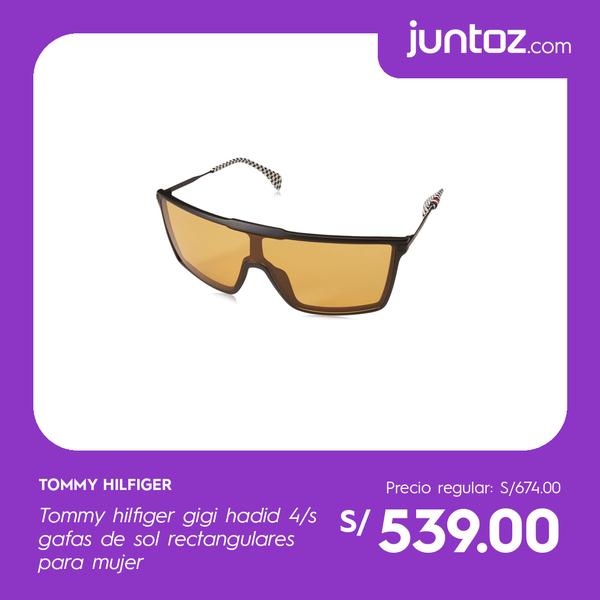 juntoz.com
TOMMY HILFIGER
Tommy hilfiger gigi hadid 4/s
gafas de sol rectangulares
para mujer
Precio regular: S/674.00
S/ 539.00